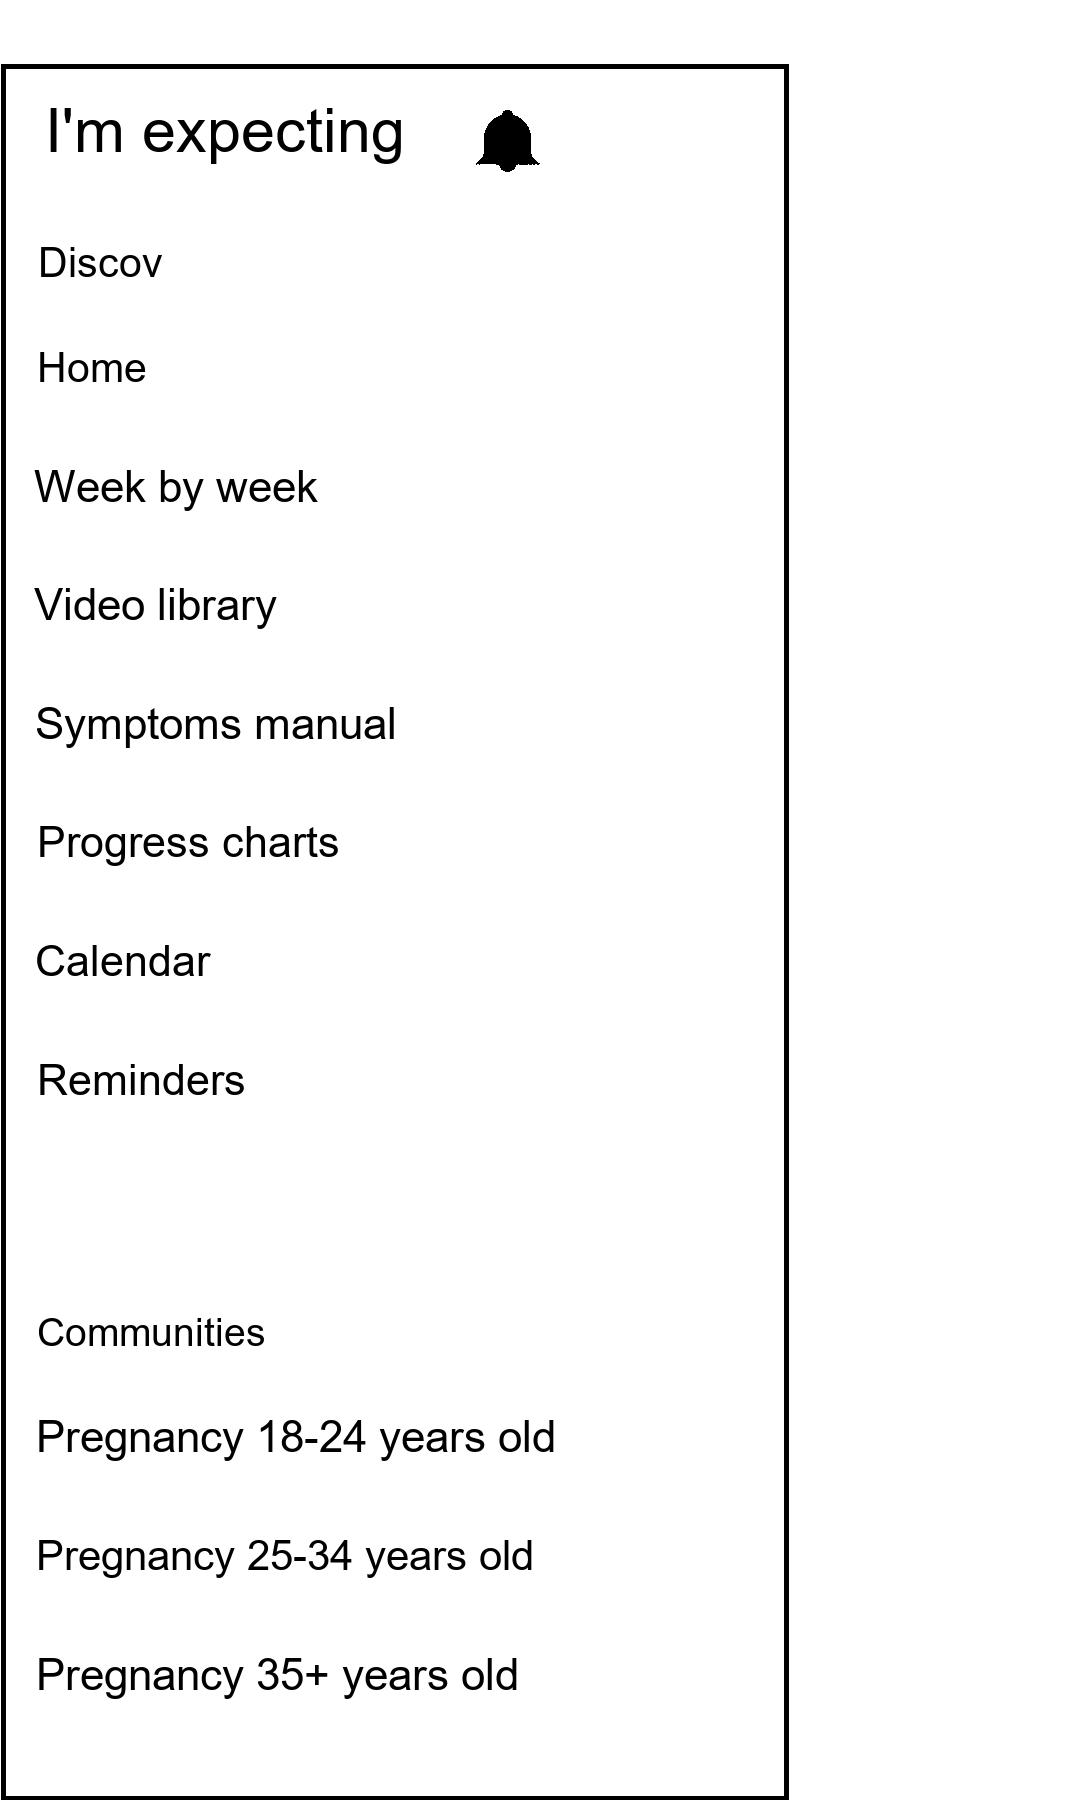 I'm expecting
Discov
Home
Week by week
Video library
Symptoms manual
Progress charts
Calendar
Reminders
Communities
Pregnancy 18-24 years old
Pregnancy 25-34 years old
Pregnancy 35+ years old